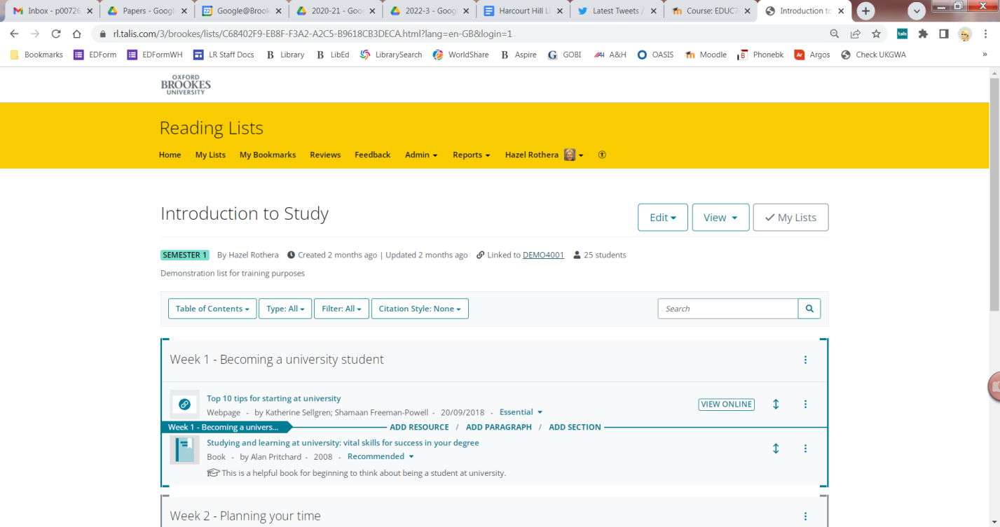 Inbox - p00726
Papers - Googl
Google@Brook
2020-21 - Goo
2022-3 - Goog
Harcourt Hill Li
Latest Tweets /
Course: EDUC7
Introduction to
rl.talis.com/3/brookes/lists/C68402F9-EB8F-F3A2-A2C5-B9618CB3DECA.html?lang=en-GB&login=1
talis
Bookmarks EDForm EDFormWH LR Staff Docs B Library B LibEd LibrarySearch WorldShare B Aspire G GOBI A&H OASIS Moodle Phonebk Ar Argos Check UKGWA »
OXFORD
BROOKES
UNIVERSITY
Reading Lists
Home My Lists My Bookmarks Reviews Feedback Admin Reports Hazel Rothera
Introduction to Study
Edit View My Lists
SEMESTER 1 By Hazel Rothera Created 2 months ago | Updated 2 months ago Linked to DEMO4001 25 students
Demonstration list for training purposes
Table of Contents Type: All Filter: All Citation Style: None Search
Week 1 - Becoming a university student
Top 10 tips for starting at university
Webpage - by Katherine Sellgren; Shamaan Freeman-Powell - 20/09/2018 - Essential
VIEW ONLINE
Week 1 - Becoming a univers... ADD RESOURCE / ADD PARAGRAPH / ADD SECTION
Studying and learning at university: vital skills for success in your degree
Book - by Alan Pritchard - 2008 - Recommended
This is a helpful book for beginning to think about being a student at university.
Week 2 - Planning your time